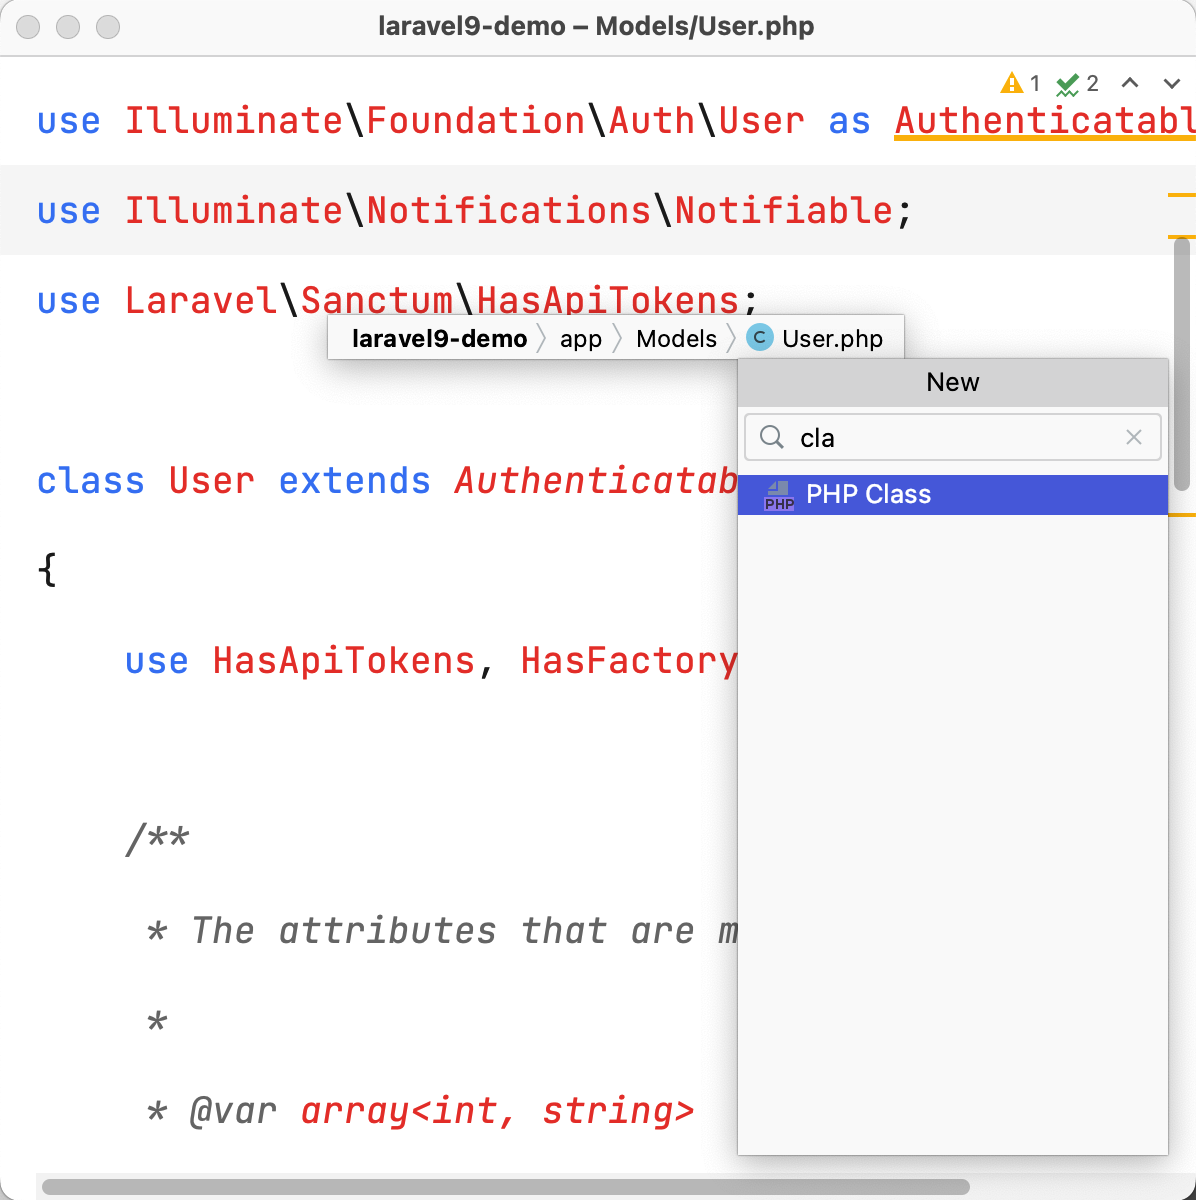 laravel9-demo – Models/User.php
1 2
use Illuminate\Foundation\Auth\User as Authenticatabl
use Illuminate\Notifications\Notifiable;
use Laravel\Sanctum\HasApiTokens;
laravel9-demo app Models C User.php
New
cla
PHP PHP Class
class User extends Authenticatab
{
use HasApiTokens, HasFactory
/**
* The attributes that are m
*
* @var array<int, string>